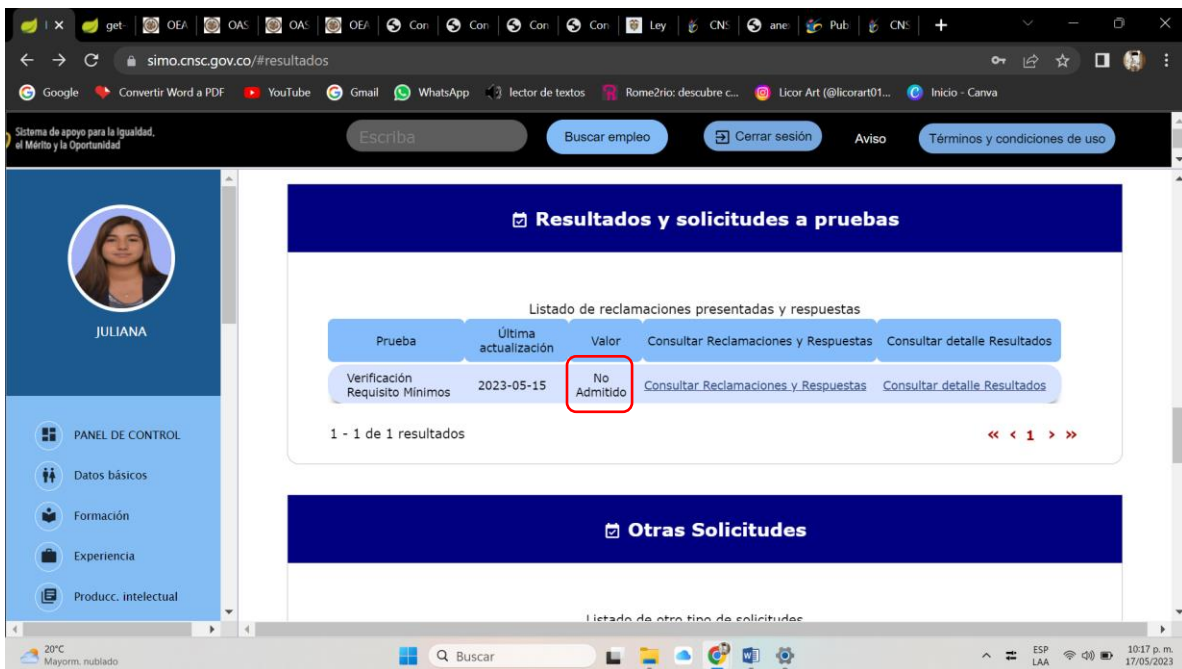 get-
OEA
OAS
OAS
OEA
Con
Con
Con
Con
Ley
CNS
ane
Pub
CNS
simo.cnsc.gov.co/#resultados
Google
Convertir Word a PDF
YouTube
Gmail
WhatsApp
lector de textos
Rome2rio: descubre c...
Licor Art (@licorart01...
Inicio - Canva
Sistema de apoyo para la Igualdad,
el Mérito y la Oportunidad
Escriba
Buscar empleo
Cerrar sesión
Aviso
Términos y condiciones de uso
JULIANA
PANEL DE CONTROL
Datos básicos
Formación
Experiencia
Producc. intelectual
Resultados y solicitudes a pruebas
Listado de reclamaciones presentadas y respuestas
Prueba
Última
actualización
Valor
Consultar Reclamaciones y Respuestas
Consultar detalle Resultados
Verificación
Requisito Mínimos
2023-05-15
No
Admitido
Consultar Reclamaciones y Respuestas
Consultar detalle Resultados
1 - 1 de 1 resultados
« ‹ 1 › »
Otras Solicitudes
Listado de otro tipo de solicitudes
20°C
Mayorm. nublado
Buscar
ESP
LAA
10:17 p. m.
17/05/2023